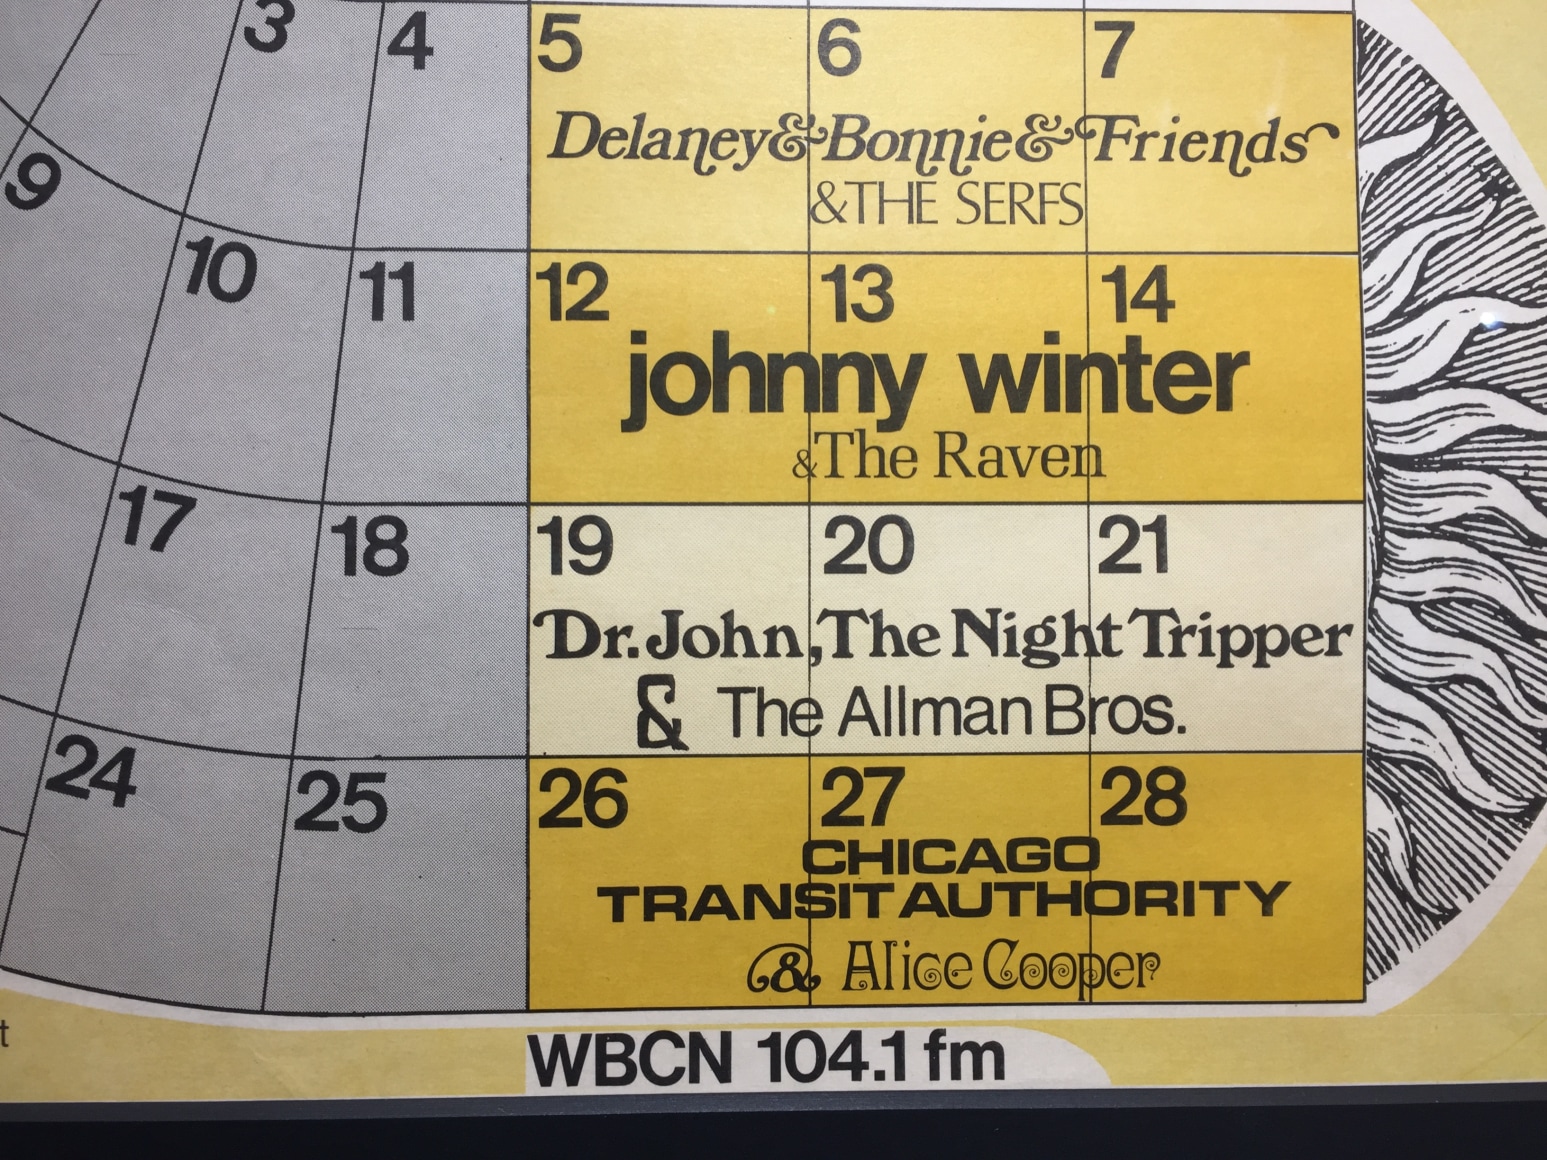 3 4 5 6 7
Delaney & Bonnie & Friends
& THE SERFS
9 10 11 12 13 14
johnny winter
& The Raven
17 18 19 20 21
Dr. John, The Night Tripper
& The Allman Bros.
24 25 26 27 28
CHICAGO
TRANSIT AUTHORITY
& Alice Cooper
t
WBCN 104.1 fm